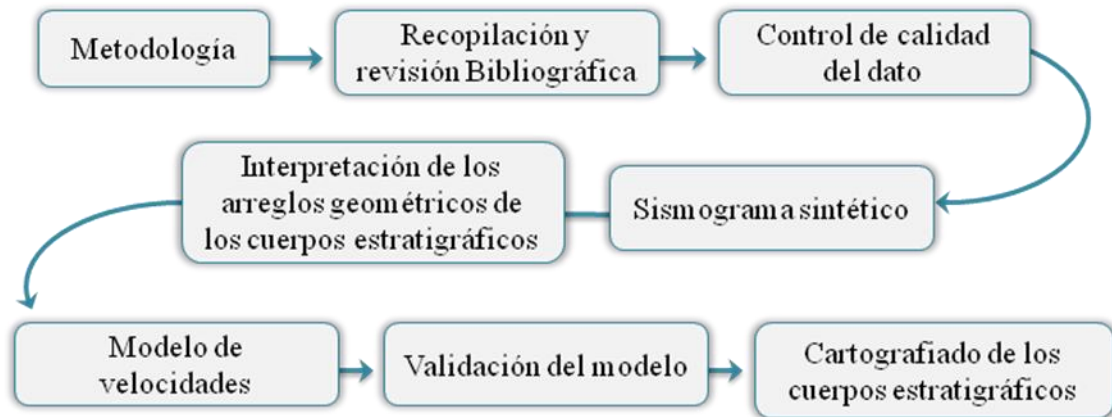 Metodología
Recopilación y
revisión Bibliográfica
Control de calidad
del dato
Sismograma sintético
Interpretación de los
arreglos geométricos de
los cuerpos estratigráficos
Modelo de
velocidades
Validación del modelo
Cartografiado de los
cuerpos estratigráficos